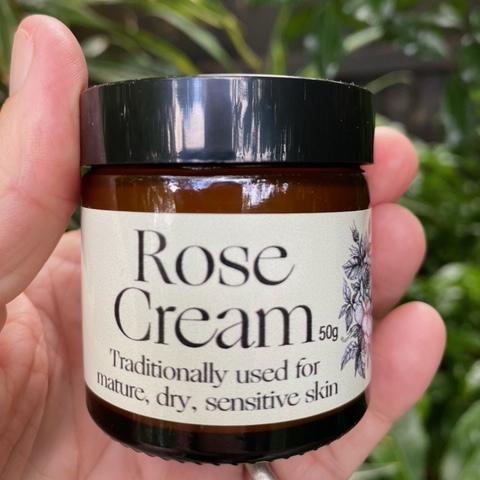 Rose
Cream 50g
Traditionally used for
mature, dry, sensitive skin